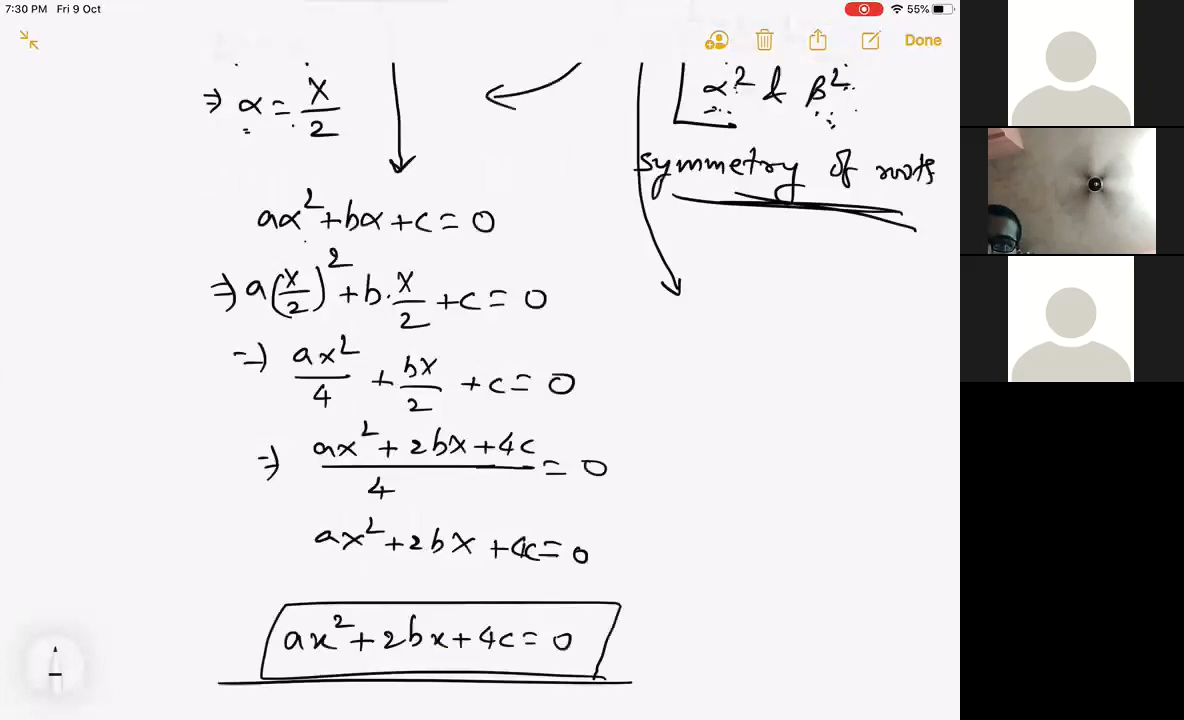 7:30 PM Fri 9 Oct
55%
Done
⇒ α = X/2
α² & β²
symmetry of roots
aα² + bα + c = 0
⇒ a(X/2)² + b·X/2 + c = 0
⇒ ax²/4 + bX/2 + c = 0
⇒ (ax² + 2bX + 4c)/4 = 0
ax² + 2bX + 4c = 0
ax² + 2bx + 4c = 0